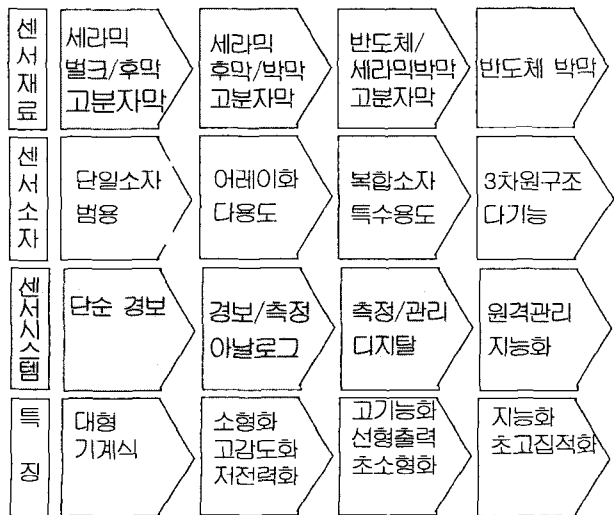 센서재료
세라믹
벌크/후막
고분자막
세라믹
후막/박막
고분자막
반도체/
세라믹박막
고분자막
반도체 박막
센서소자
단일소자
범용
어레이화
다용도
복합소자
특수용도
3차원구조
다기능
센서시스템
단순 경보
경보/측정
아날로그
측정/관리
디지탈
원격관리
지능화
특징
대형
기계식
소형화
고감도화
저전력화
고기능화
선형출력
초소형화
지능화
초고집적화